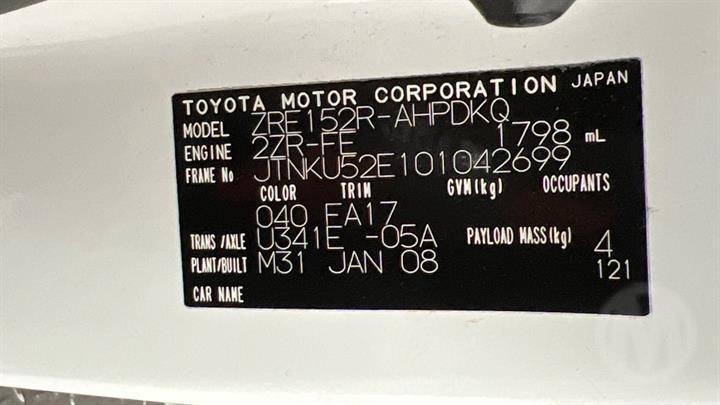 TOYOTA MOTOR CORPORATION JAPAN
MODEL ZRE152R-AHPDKQ
ENGINE 2ZR-FE 1798 mL
FRAME No JTNKU52E101042699
COLOR TRIM GVM(kg) OCCUPANTS
040 EA17
TRANS/AXLE U341E -05A PAYLOAD MASS(kg) 4
PLANT/BUILT M31 JAN 08 121
CAR NAME
M